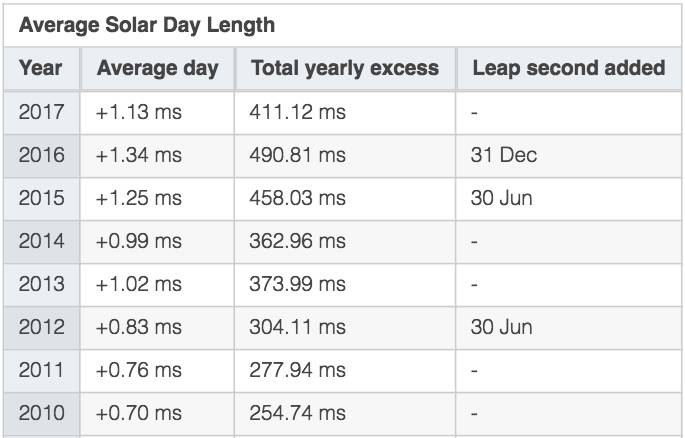 Average Solar Day Length
Year Average day Total yearly excess Leap second added
2017 +1.13 ms 411.12 ms -
2016 +1.34 ms 490.81 ms 31 Dec
2015 +1.25 ms 458.03 ms 30 Jun
2014 +0.99 ms 362.96 ms -
2013 +1.02 ms 373.99 ms -
2012 +0.83 ms 304.11 ms 30 Jun
2011 +0.76 ms 277.94 ms -
2010 +0.70 ms 254.74 ms -